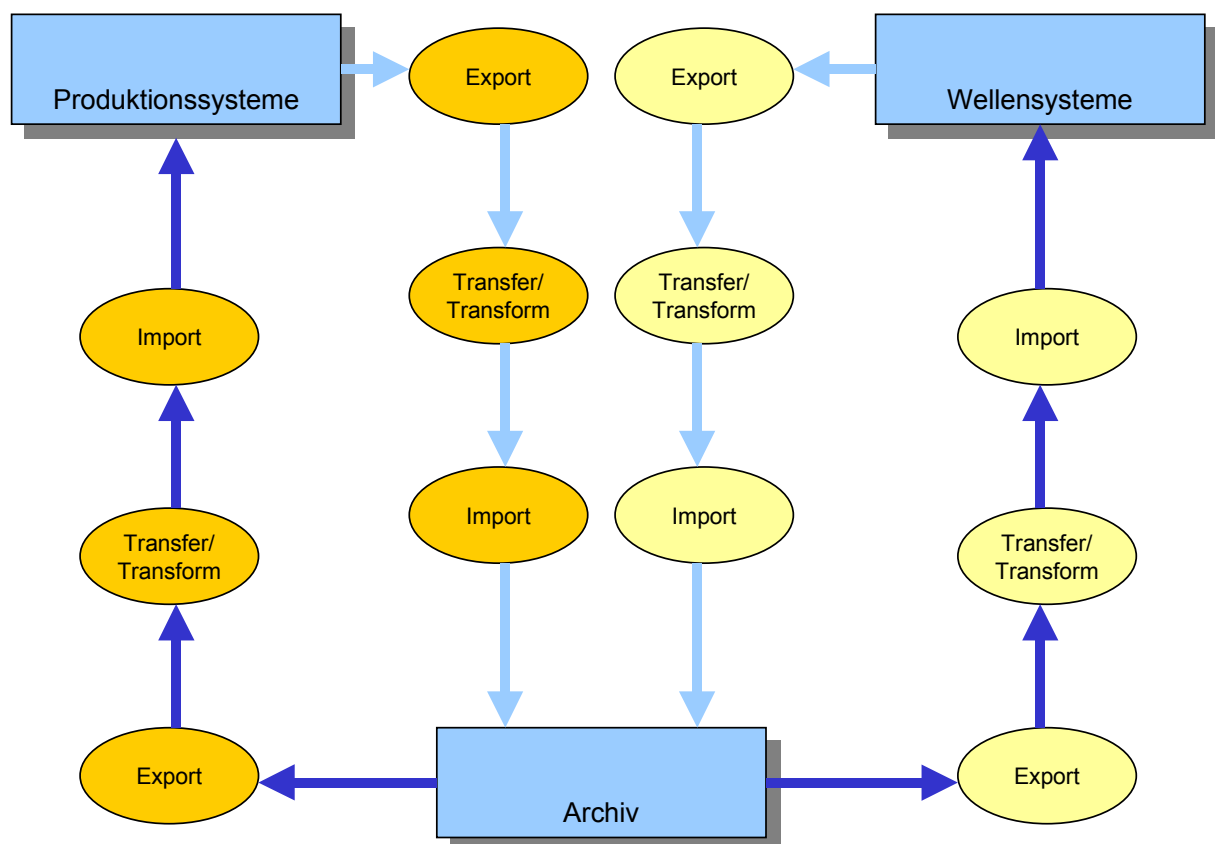 Export
Export
Produktionssysteme
Wellensysteme
Transfer/
Transform
Transfer/
Transform
Import
Import
Import
Import
Transfer/
Transform
Transfer/
Transform
Export
Export
Archiv